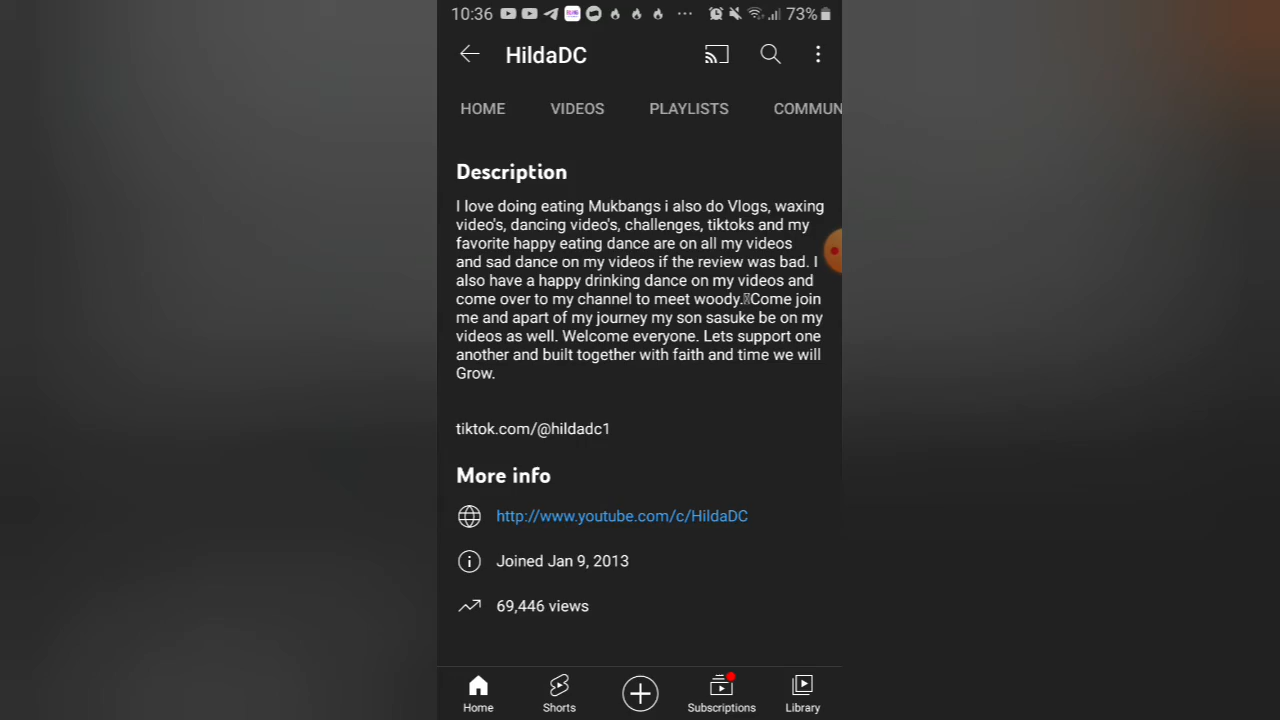 10:36 73%
HildaDC
HOME VIDEOS PLAYLISTS COMMUN
Description
I love doing eating Mukbangs i also do Vlogs, waxing
video's, dancing video's, challenges, tiktoks and my
favorite happy eating dance are on all my videos
and sad dance on my videos if the review was bad. I
also have a happy drinking dance on my videos and
come over to my channel to meet woody. Come join
me and apart of my journey my son sasuke be on my
videos as well. Welcome everyone. Lets support one
another and built together with faith and time we will
Grow.
tiktok.com/@hildadc1
More info
http://www.youtube.com/c/HildaDC
Joined Jan 9, 2013
69,446 views
Home Shorts Subscriptions Library